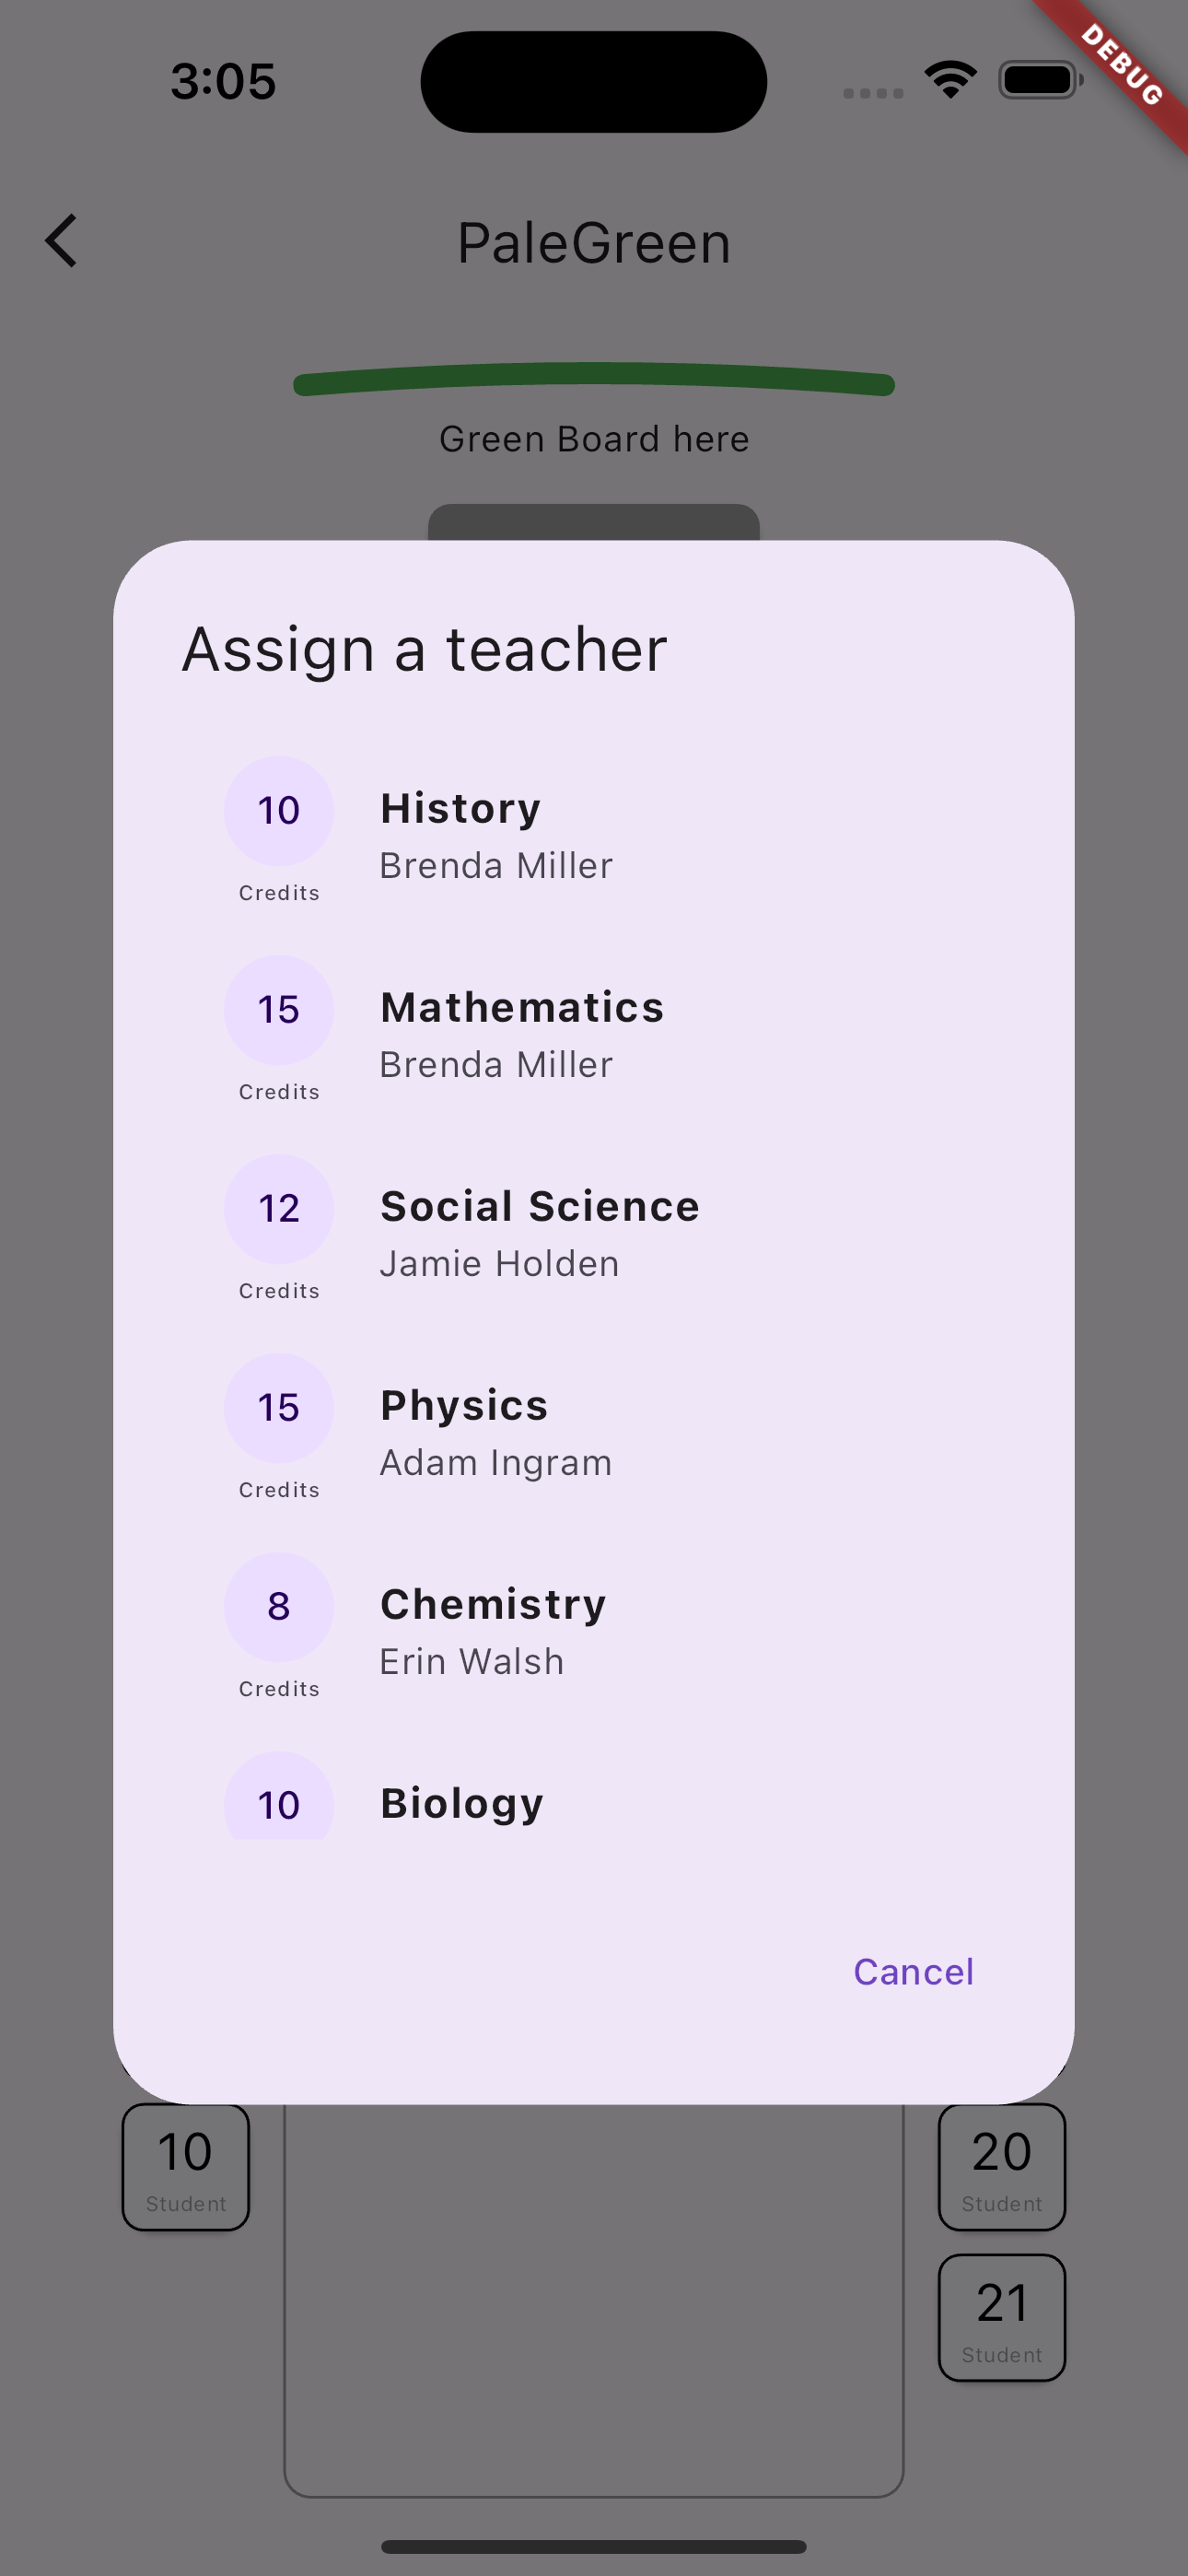 3:05
DEBUG
PaleGreen
Green Board here
Assign a teacher
10
Credits
History
Brenda Miller
15
Credits
Mathematics
Brenda Miller
12
Credits
Social Science
Jamie Holden
15
Credits
Physics
Adam Ingram
8
Credits
Chemistry
Erin Walsh
10
Biology
Cancel
10
Student
20
Student
21
Student